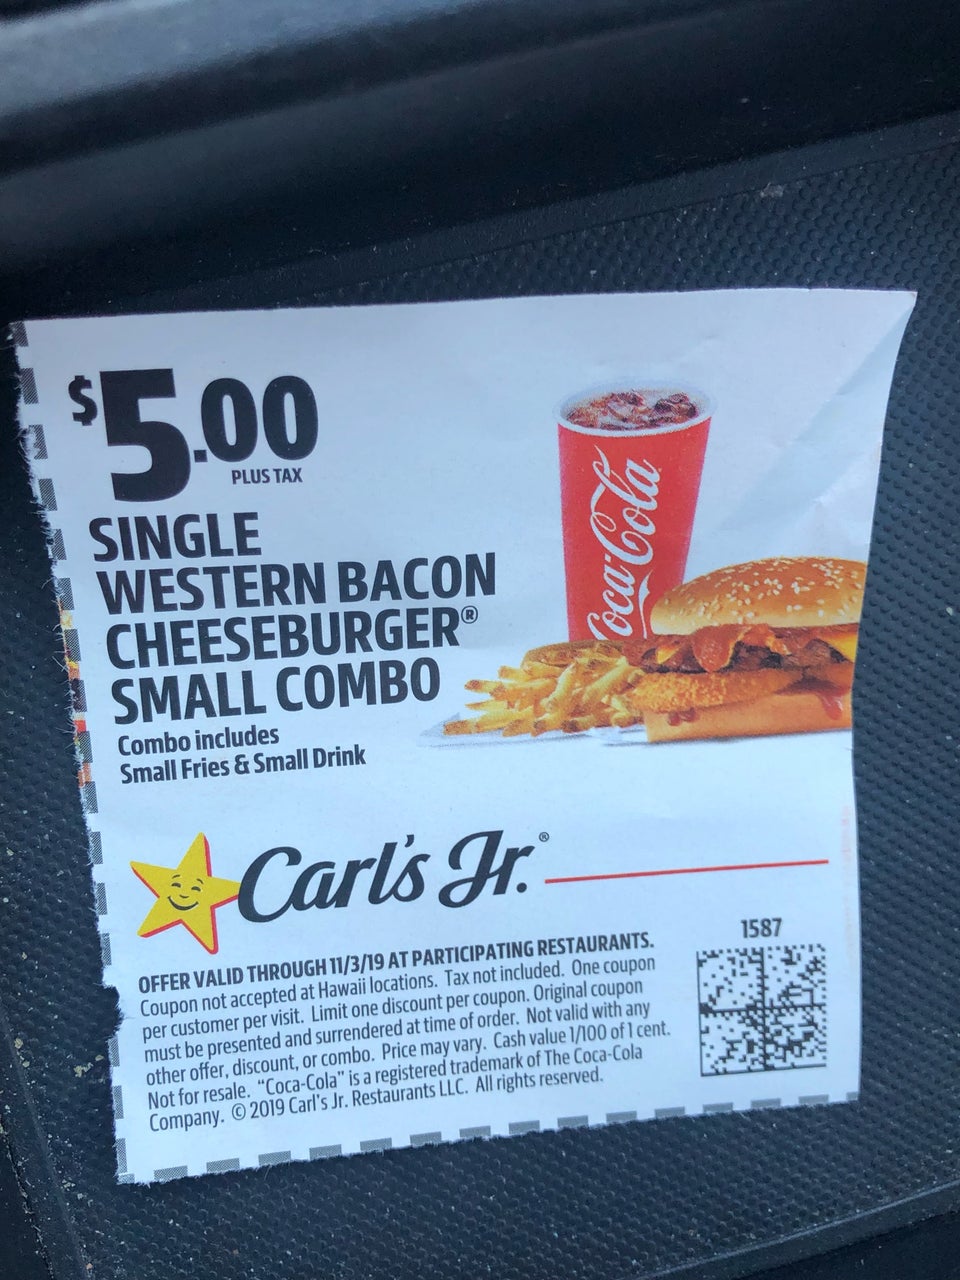 $5.00
PLUS TAX
SINGLE
WESTERN BACON
CHEESEBURGER®
SMALL COMBO
Combo includes
Small Fries & Small Drink
Coca-Cola
Carl's Jr.®
OFFER VALID THROUGH 11/3/19 AT PARTICIPATING RESTAURANTS.
Coupon not accepted at Hawaii locations. Tax not included. One coupon
per customer per visit. Limit one discount per coupon. Original coupon
must be presented and surrendered at time of order. Not valid with any
other offer, discount, or combo. Price may vary. Cash value 1/100 of 1 cent.
Not for resale. “Coca-Cola” is a registered trademark of The Coca-Cola
Company. © 2019 Carl's Jr. Restaurants LLC. All rights reserved.
1587